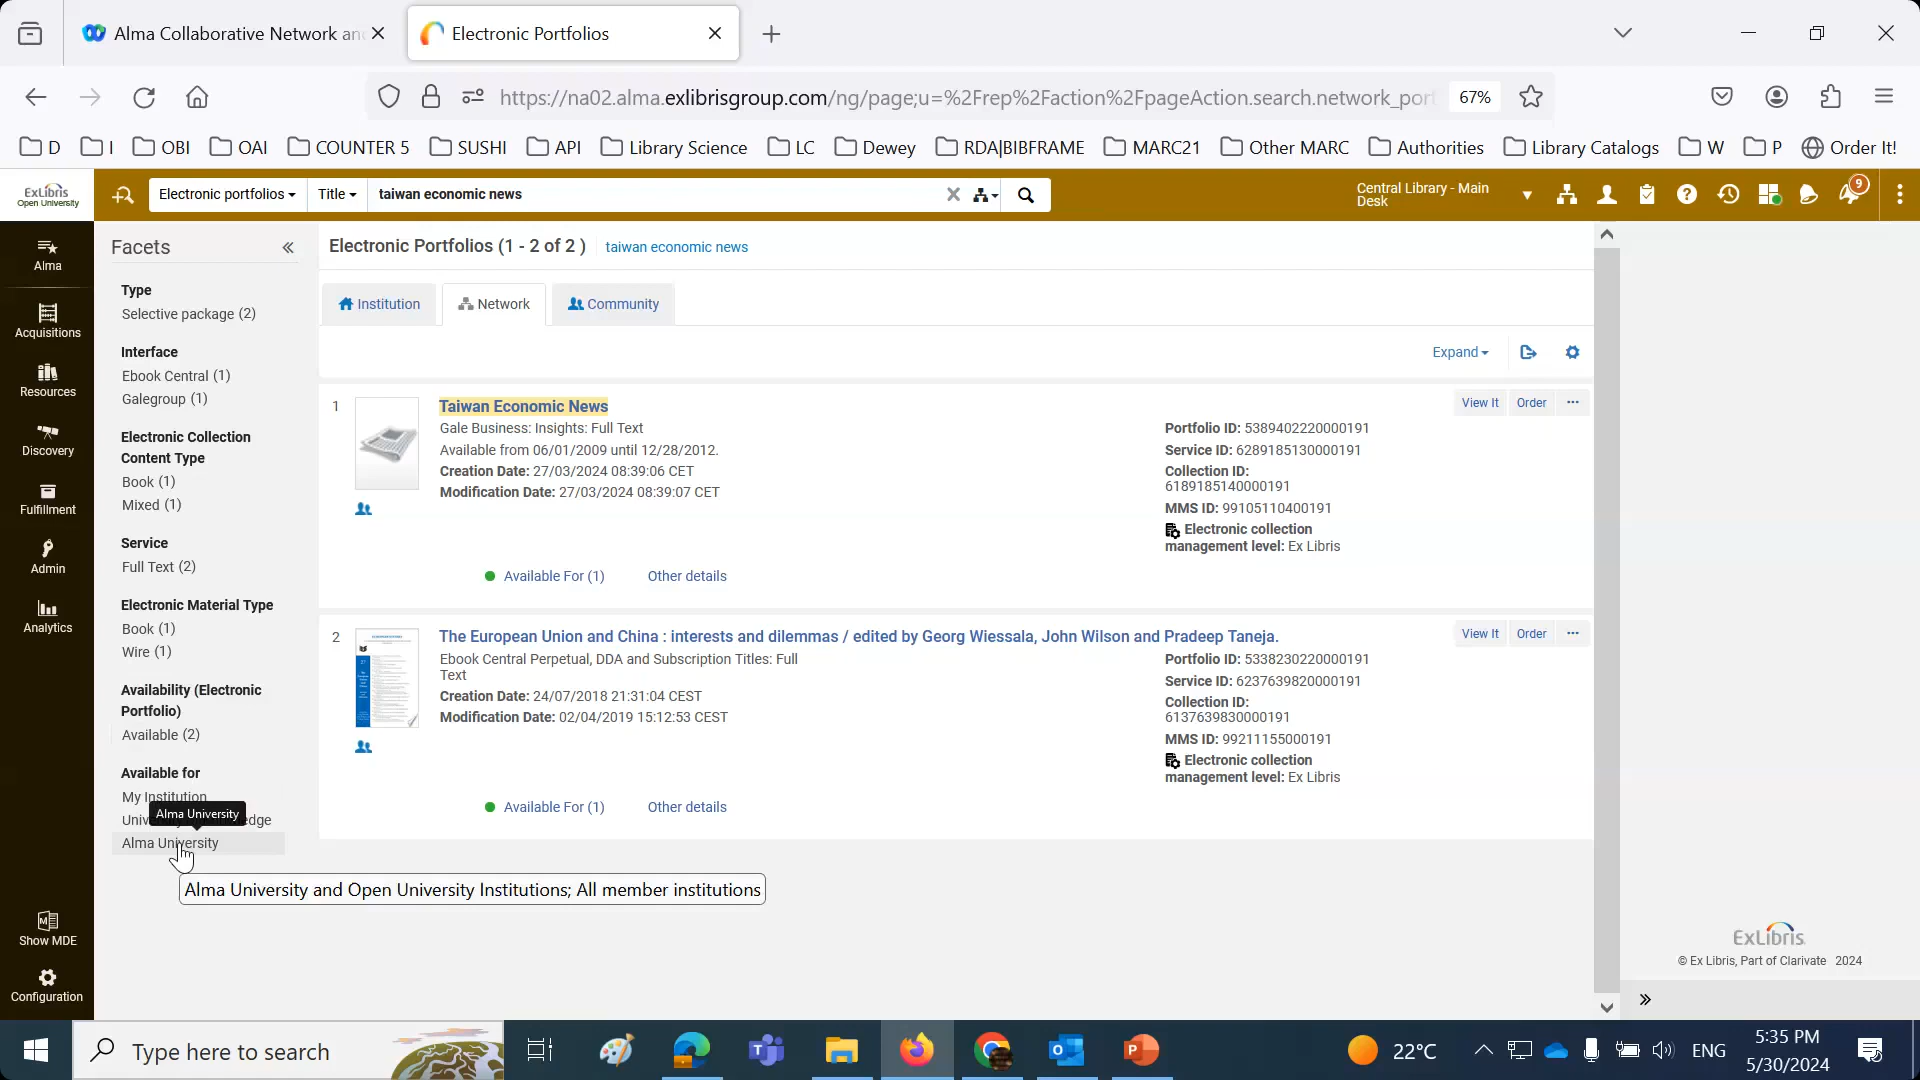 Alma Collaborative Network an
Electronic Portfolios
https://na02.alma.exlibrisgroup.com/ng/page;u=%2Frep%2Faction%2FpageAction.search.network_port
67%
D
I
OBI
OAI
COUNTER 5
SUSHI
API
Library Science
LC
Dewey
RDA|BIBFRAME
MARC21
Other MARC
Authorities
Library Catalogs
W
P
Order It!
ExLibris
Open University
Electronic portfolios
Title
taiwan economic news
Central Library - Main
Desk
9
Alma
Acquisitions
Resources
Discovery
Fulfillment
Admin
Analytics
Show MDE
Configuration
Facets
Type
Selective package (2)
Interface
Ebook Central (1)
Galegroup (1)
Electronic Collection
Content Type
Book (1)
Mixed (1)
Service
Full Text (2)
Electronic Material Type
Book (1)
Wire (1)
Availability (Electronic
Portfolio)
Available (2)
Available for
My Institution
Alma University
Alma University
Alma University and Open University Institutions; All member institutions
Electronic Portfolios (1 - 2 of 2 )
taiwan economic news
Institution
Network
Community
Expand
1
Taiwan Economic News
Gale Business: Insights: Full Text
Available from 06/01/2009 until 12/28/2012.
Creation Date: 27/03/2024 08:39:06 CET
Modification Date: 27/03/2024 08:39:07 CET
Portfolio ID: 5389402220000191
Service ID: 6289185130000191
Collection ID:
6189185140000191
MMS ID: 99105110400191
Electronic collection
management level: Ex Libris
View It
Order
Available For (1)
Other details
2
The European Union and China : interests and dilemmas / edited by Georg Wiessala, John Wilson and Pradeep Taneja.
Ebook Central Perpetual, DDA and Subscription Titles: Full
Text
Creation Date: 24/07/2018 21:31:04 CEST
Modification Date: 02/04/2019 15:12:53 CEST
Portfolio ID: 5338230220000191
Service ID: 6237639820000191
Collection ID:
6137639830000191
MMS ID: 99211155000191
Electronic collection
management level: Ex Libris
View It
Order
Available For (1)
Other details
ExLibris
© Ex Libris, Part of Clarivate 2024
Type here to search
22°C
ENG
5:35 PM
5/30/2024